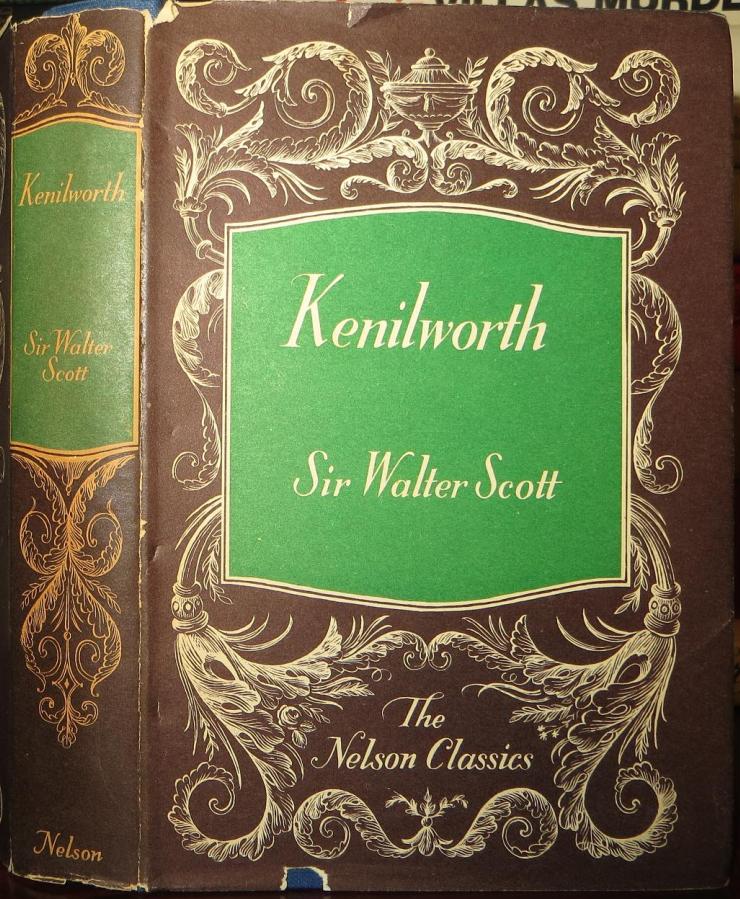 Kenilworth
Sir Walter
Scott
Nelson
Kenilworth
Sir Walter Scott
The
Nelson Classics